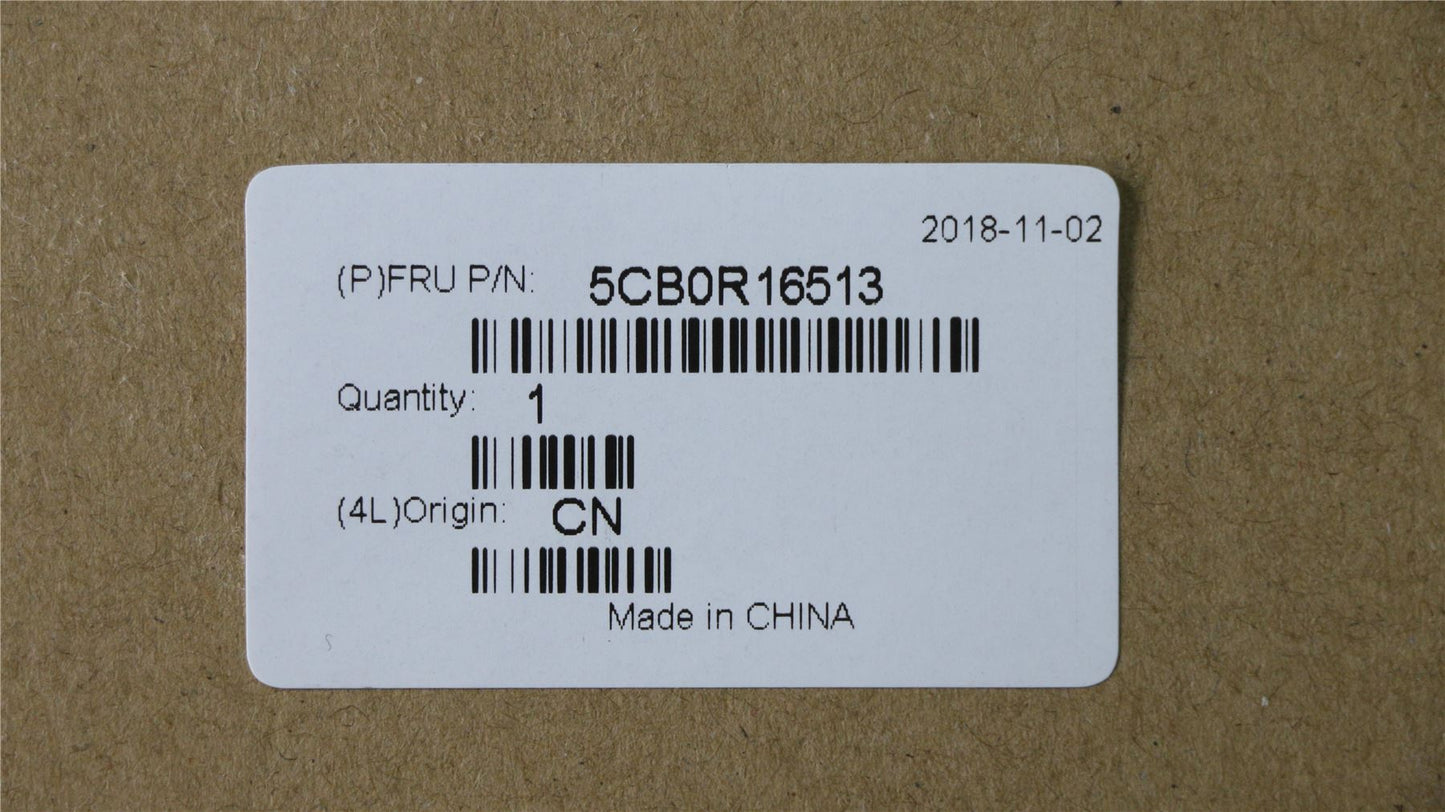 2018-11-02
(P)FRU P/N: 5CB0R16513
Quantity: 1
(4L)Origin: CN
Made in CHINA